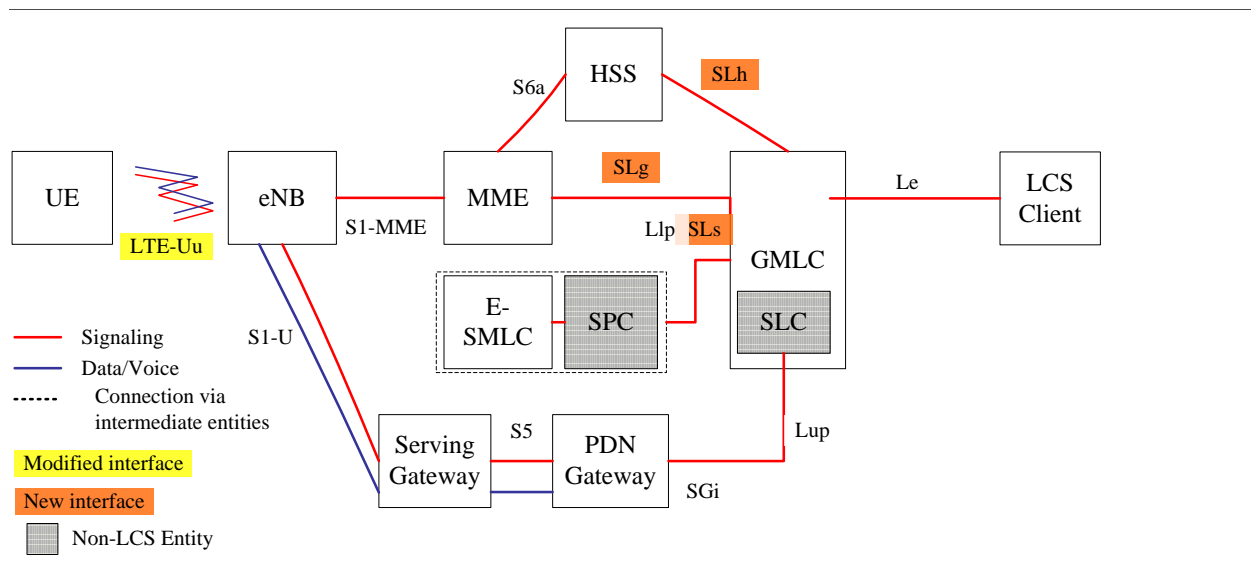 HSS
SLh
S6a
UE
eNB
MME
SLg
Le
LCS
Client
S1-MME
Llp
SLs
LTE-Uu
GMLC
E-
SMLC
SPC
SLC
S1-U
Signaling
Data/Voice
Connection via
intermediate entities
Serving
Gateway
S5
PDN
Gateway
Lup
SGi
Modified interface
New interface
Non-LCS Entity